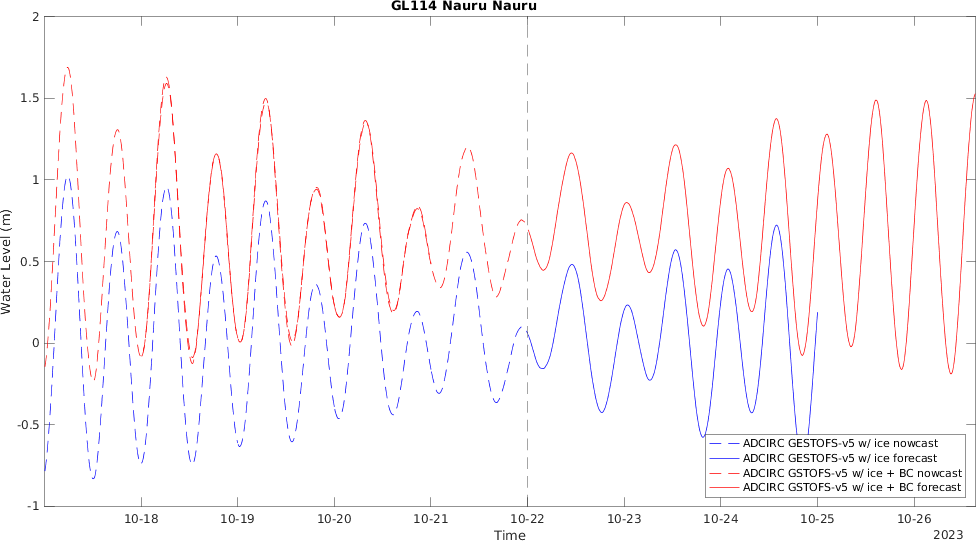 GL114 Nauru Nauru
2
1.5
1
0.5
0
-0.5
-1
Water Level (m)
10-18
10-19
10-20
10-21
10-22
10-23
10-24
10-25
10-26
Time
2023
ADCIRC GESTOFS-v5 w/ ice nowcast
ADCIRC GESTOFS-v5 w/ ice forecast
ADCIRC GSTOFS-v5 w/ ice + BC nowcast
ADCIRC GSTOFS-v5 w/ ice + BC forecast